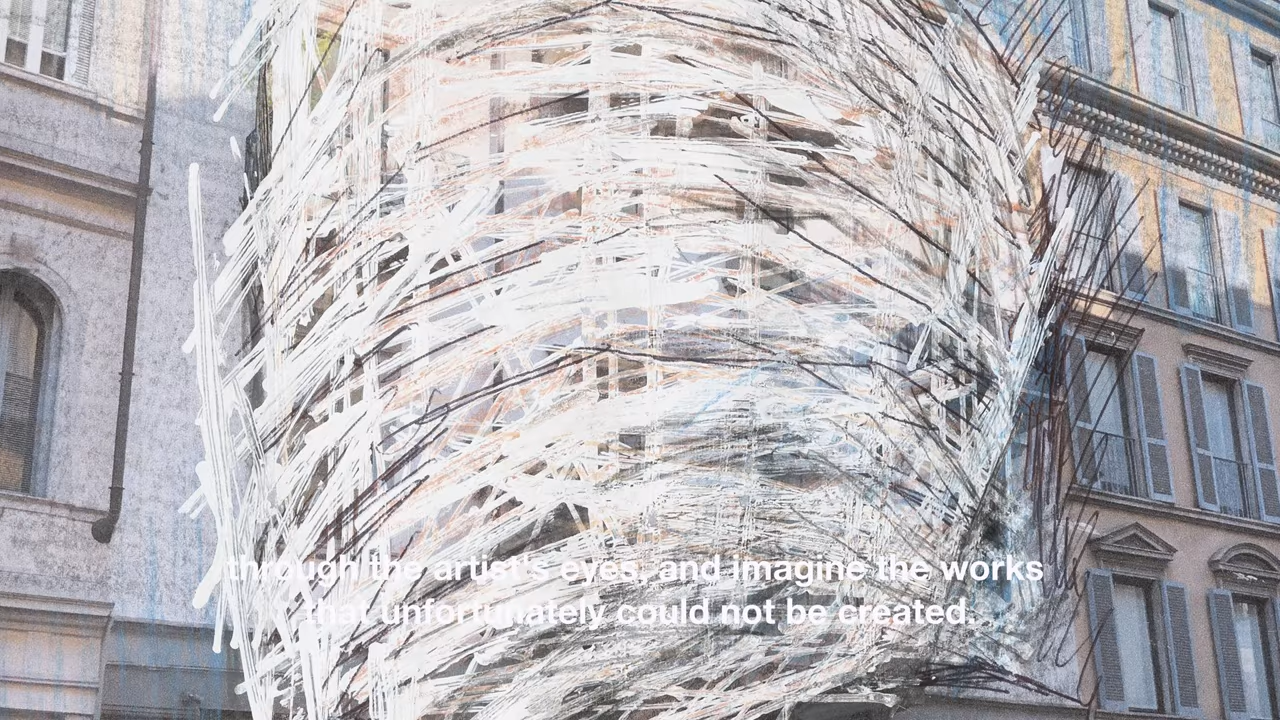 through the artist's eyes, and imagine the works
that unfortunately could not be created.